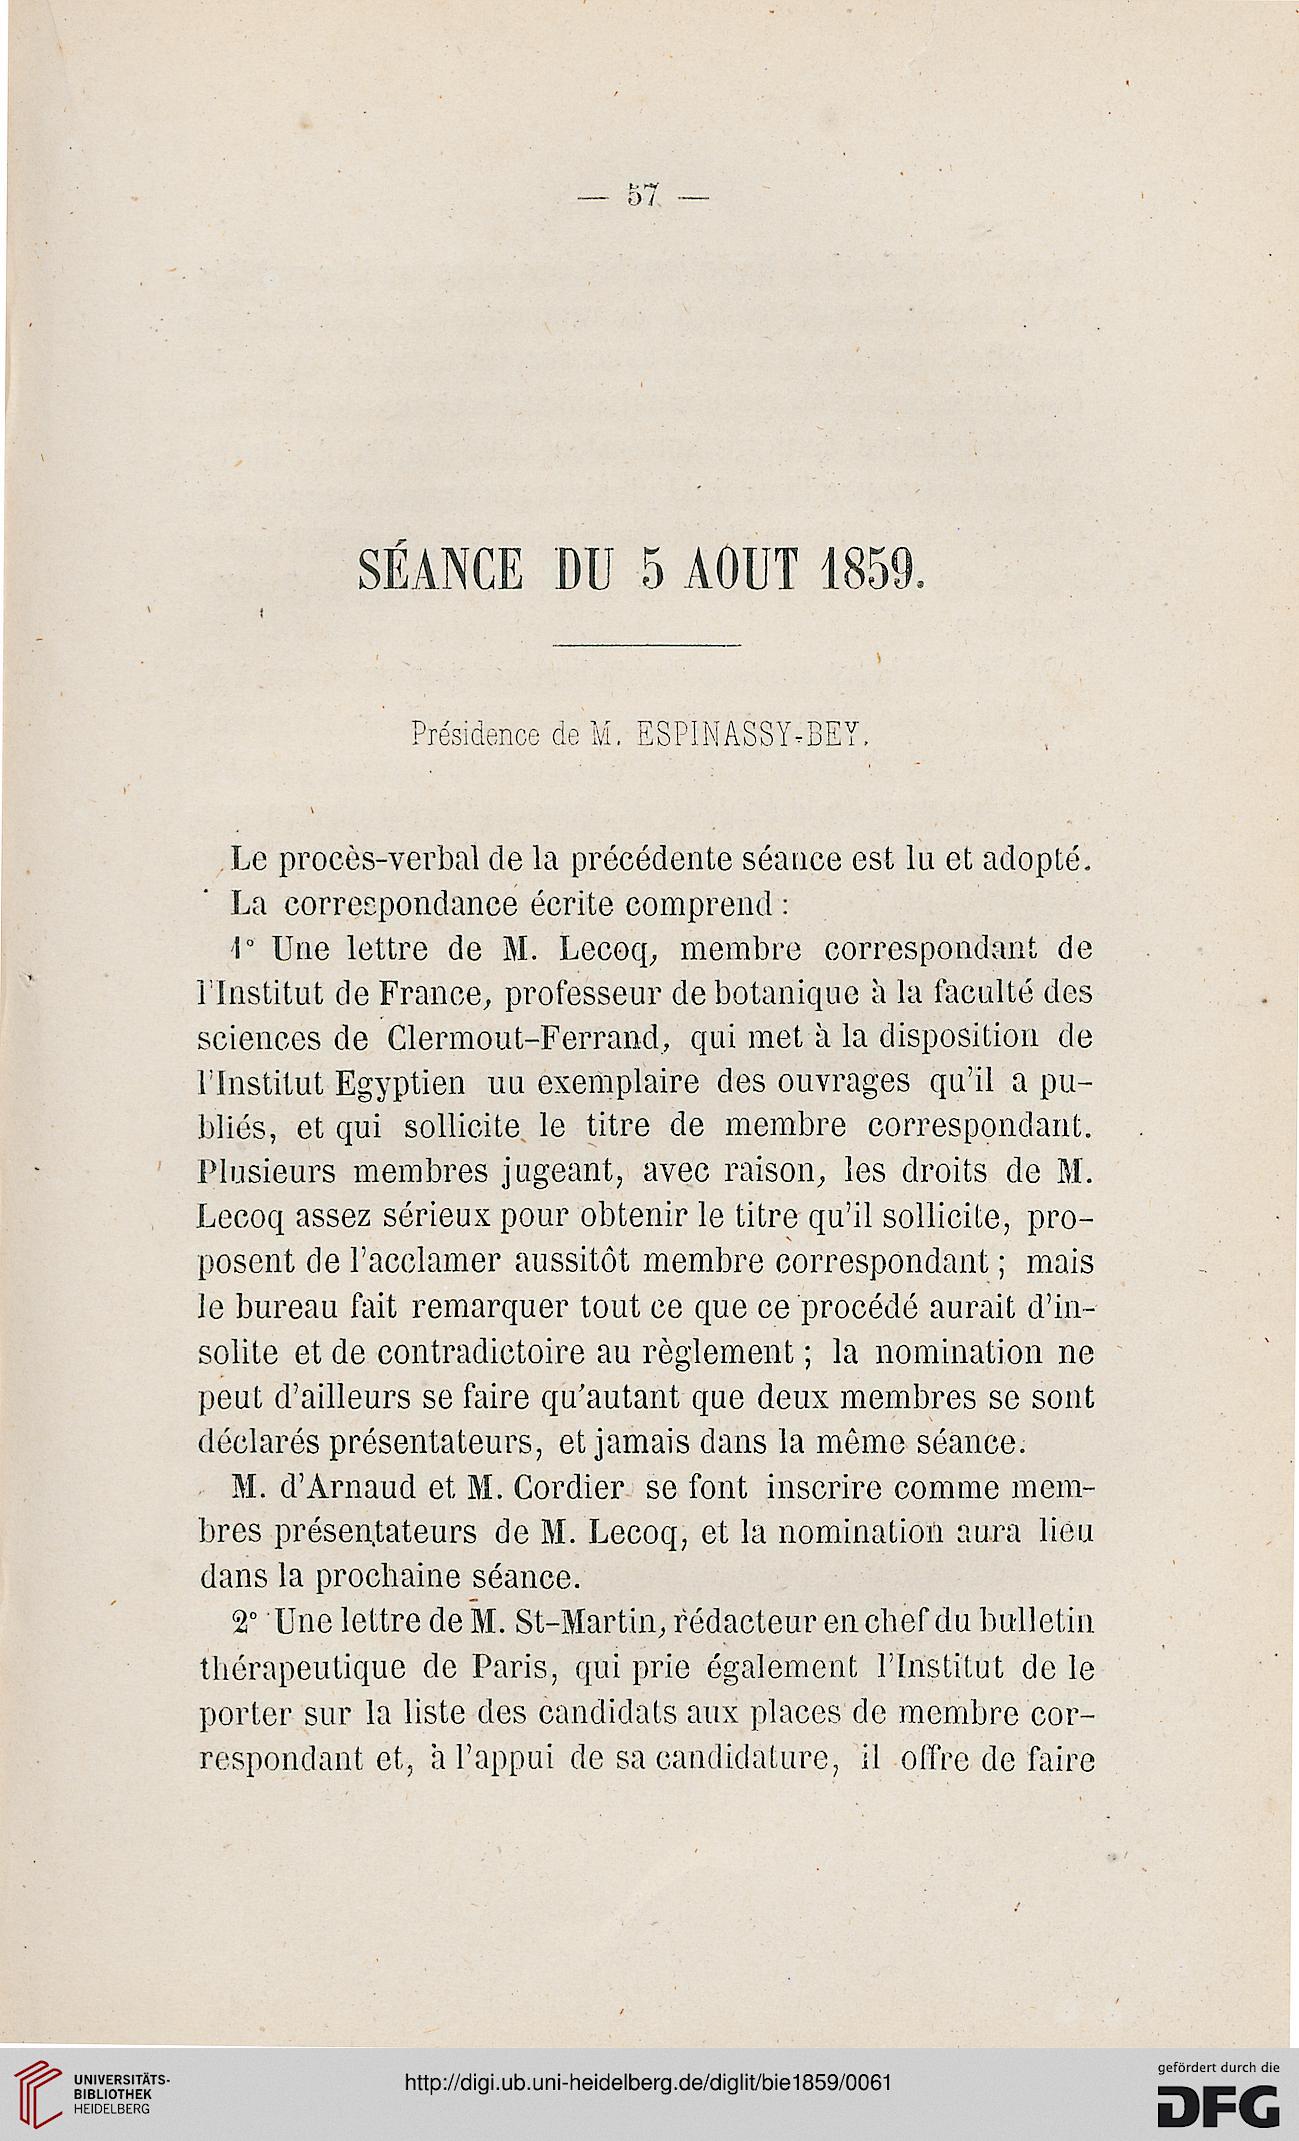 — 57 —
SÉANCE DU 5 AOUT 1859.
Présidence de M. ESPINASSY-BEY.
Le procès-verbal de la précédente séance est lu et adopté.
La correspondance écrite comprend :
1° Une lettre de M. Lecoq, membre correspondant de
l'Institut de France, professeur de botanique à la faculté des
sciences de Clermout-Ferrand, qui met à la disposition de
l'Institut Egyptien uu exemplaire des ouvrages qu'il a pu-
bliés, et qui sollicite le titre de membre correspondant.
Plusieurs membres jugeant, avec raison, les droits de M.
Lecoq assez sérieux pour obtenir le titre qu'il sollicite, pro-
posent de l'acclamer aussitôt membre correspondant ; mais
le bureau fait remarquer tout ce que ce procédé aurait d'in-
solite et de contradictoire au règlement ; la nomination ne
peut d'ailleurs se faire qu'autant que deux membres se sont
déclarés présentateurs, et jamais dans la même séance.
M. d'Arnaud et M. Cordier se font inscrire comme mem-
bres présentateurs de M. Lecoq, et la nomination aura lieu
dans la prochaine séance.
2° Une lettre de M. St-Martin, rédacteur en chef du bulletin
thérapeutique de Paris, qui prie également l'Institut de le
porter sur la liste des candidats aux places de membre cor-
respondant et, à l'appui de sa candidature, il offre de faire
UNIVERSITÄTS-
BIBLIOTHEK
HEIDELBERG
http://digi.ub.uni-heidelberg.de/diglit/bie1859/0061
gefördert durch die
DFG